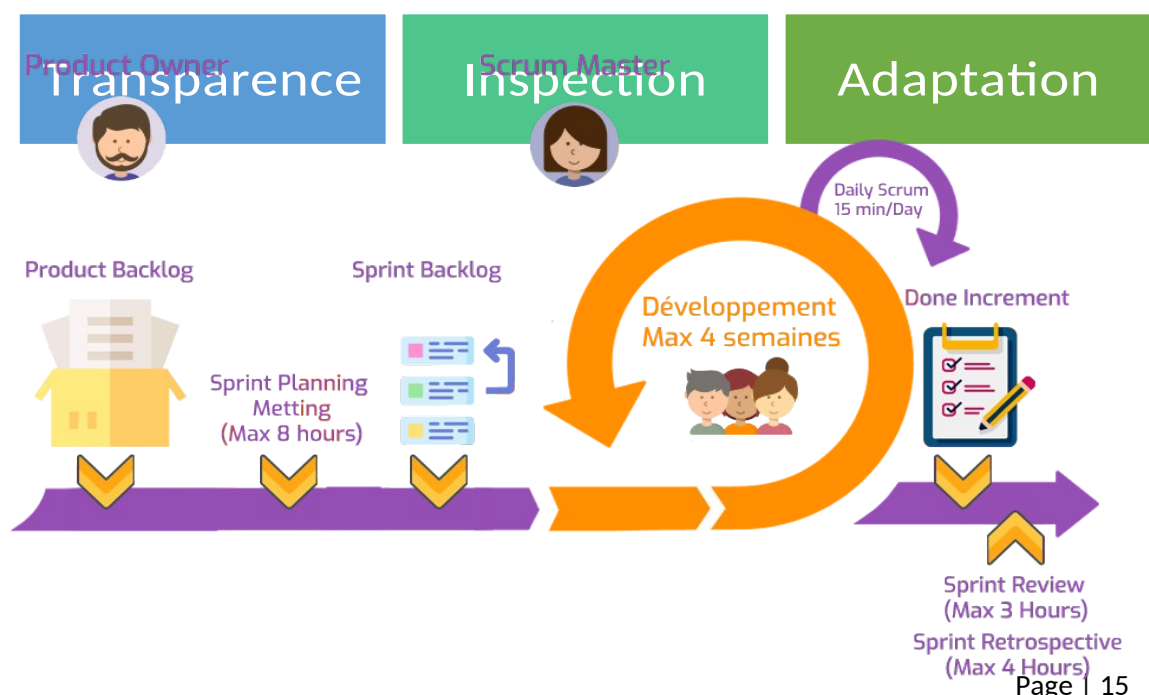 Product Owner
Transparence
Scrum Master
Inspection
Adaptation
Daily Scrum
15 min/Day
Product Backlog
Sprint Backlog
Développement
Max 4 semaines
Done Increment
Sprint Planning
Metting
(Max 8 hours)
Sprint Review
(Max 3 Hours)
Sprint Retrospective
(Max 4 Hours)
Page | 15